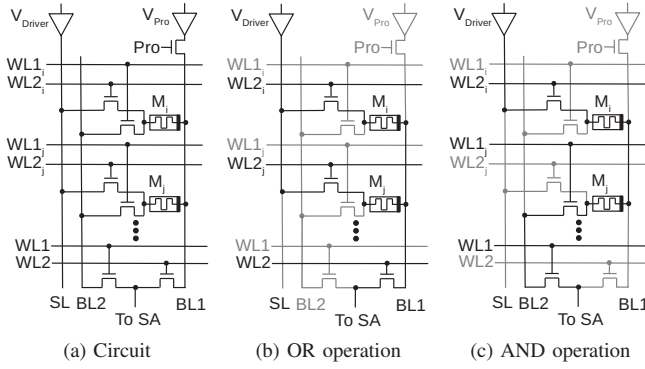 V_Driver V_Pro
Pro
WL1_i
WL2_i
M_i
WL1_j
WL2_j
M_j
WL1
WL2
SL BL2 BL1
To SA
(a) Circuit
V_Driver V_Pro
Pro
WL1_i
WL2_i
M_i
WL1_j
WL2_j
M_j
WL1
WL2
SL BL2 BL1
To SA
(b) OR operation
V_Driver V_Pro
Pro
WL1_i
WL2_i
M_i
WL1_j
WL2_j
M_j
WL1
WL2
SL BL2 BL1
To SA
(c) AND operation